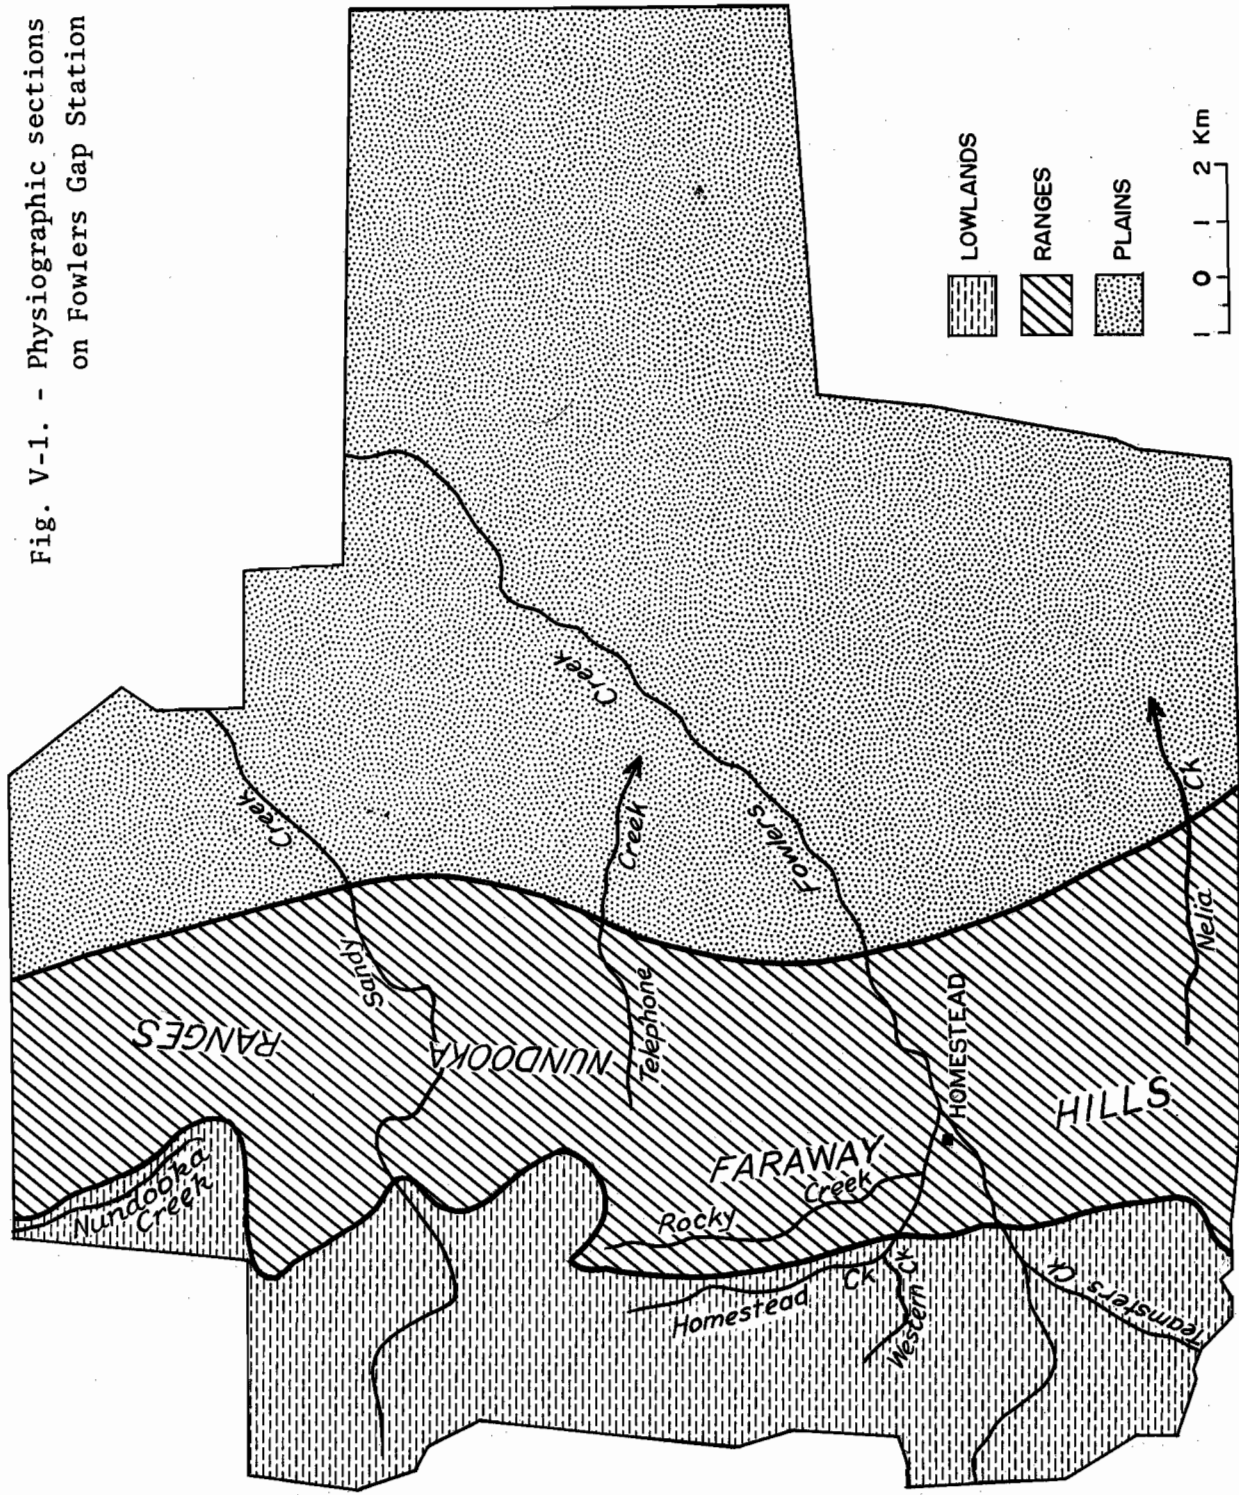 Fig. V-1. - Physiographic sections
on Fowlers Gap Station
Nundooka
Creek
RANGES
Sandy
Creek
NUNDOOKA
Telephone
Creek
Fowlers
Creek
FARAWAY
HILLS
Rocky
Creek
Homestead
Ck
Western Ck
HOMESTEAD
Teamsters Ck
Nelia
Ck
LOWLANDS
RANGES
PLAINS
1 0 1 2 Km